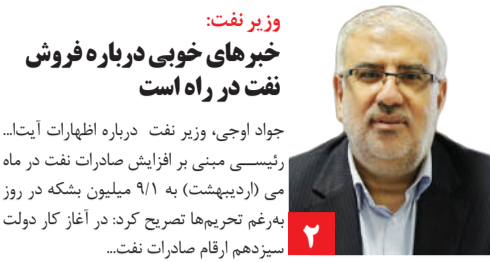 وزیر نفت:
خبرهای خوبی درباره فروش
نفت در راه است
جواد اوجی، وزیر نفت درباره اظهارات آیت‌ا...
رئیسی مبنی بر افزایش صادرات نفت در ماه
می (اردیبهشت) به ۹/۱ میلیون بشکه در روز
به‌رغم تحریم‌ها تصریح کرد: در آغاز کار دولت
سیزدهم ارقام صادرات نفت...
۲